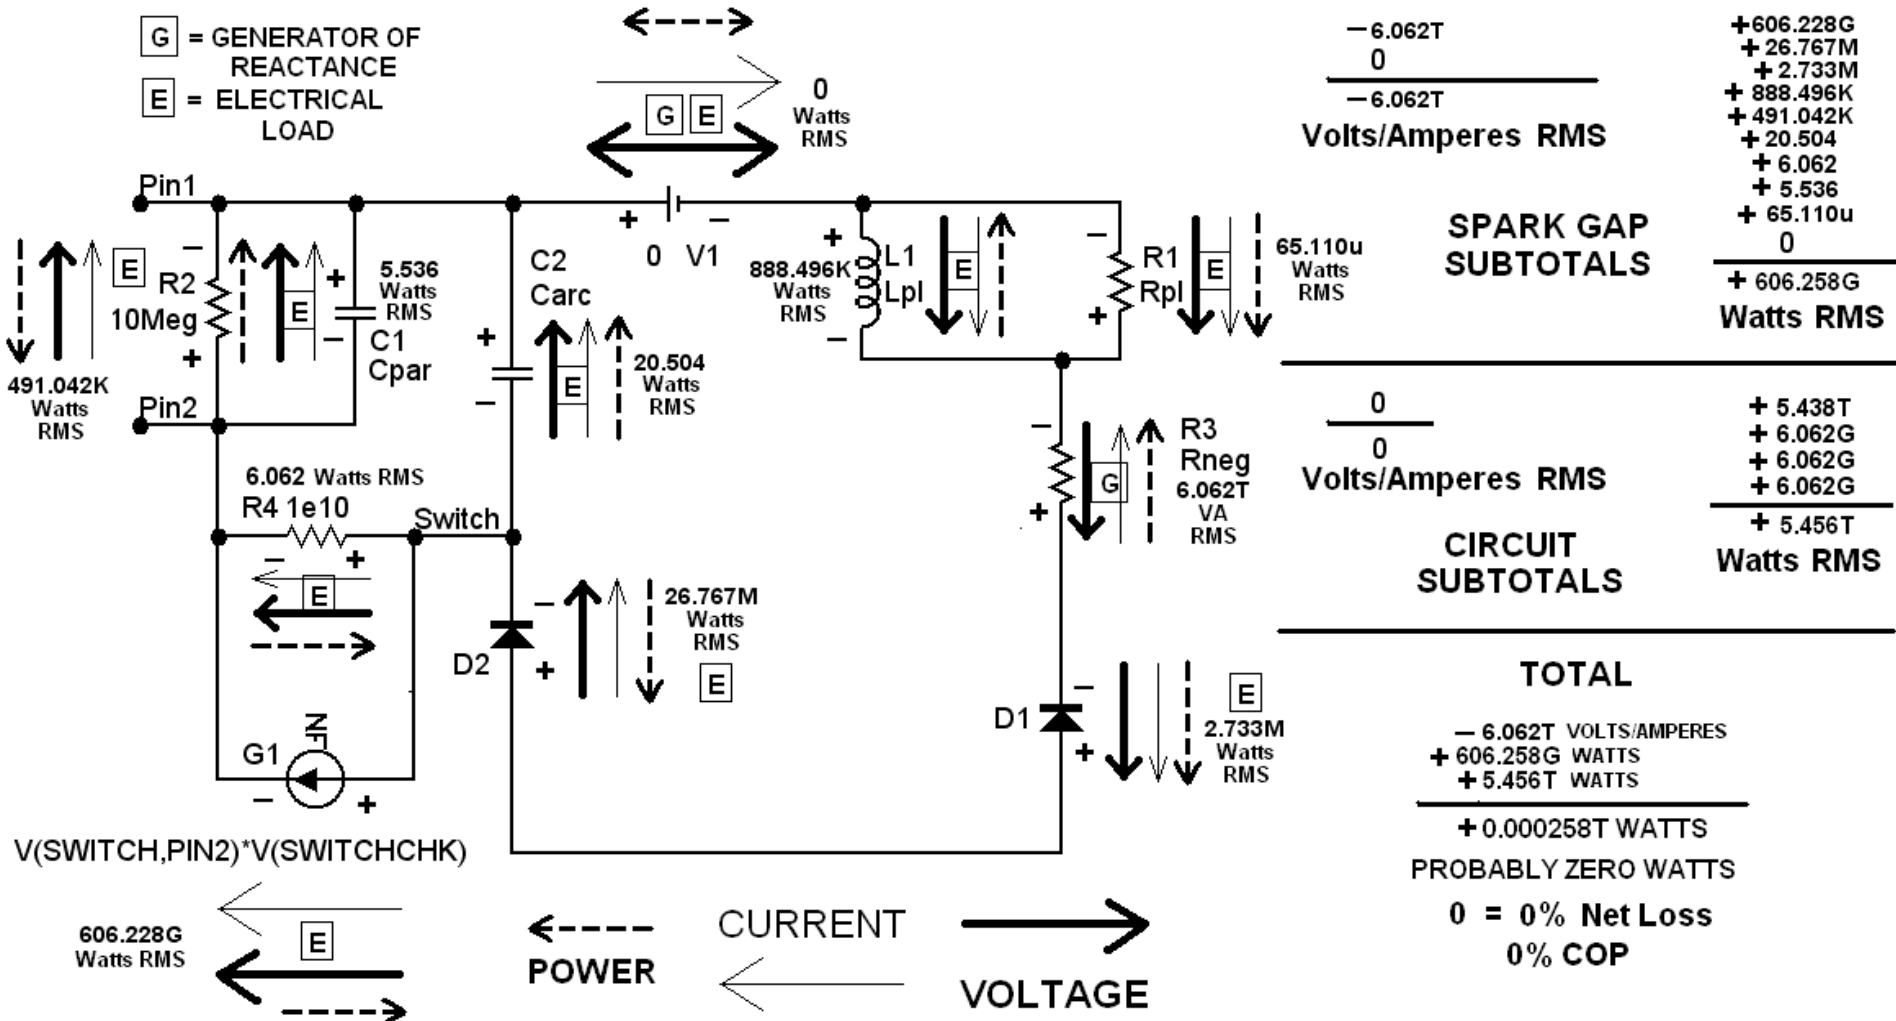 G = GENERATOR OF
REACTANCE
E = ELECTRICAL
LOAD
G E
0
Watts
RMS
Pin1
+ −
0 V1
E
491.042K
Watts
RMS
−
R2
10Meg
+
E
+
5.536
Watts
RMS
−
C1
Cpar
Pin2
C2
Carc
+
−
E
20.504
Watts
RMS
888.496K
Watts
RMS
+
L1
Lpl
−
E
−
R1
Rpl
+
E
65.110u
Watts
RMS
−
R3
Rneg
+
G
6.062T
VA
RMS
6.062 Watts RMS
R4 1e10
Switch
− +
E
−
D2
+
26.767M
Watts
RMS
E
−
D1
+
E
2.733M
Watts
RMS
NF
G1
− +
V(SWITCH,PIN2)*V(SWITCHCHK)
606.228G
Watts RMS
E
POWER
CURRENT
VOLTAGE
− 6.062T
0
− 6.062T
Volts/Amperes RMS
+ 606.228G
+ 26.767M
+ 2.733M
+ 888.496K
+ 491.042K
+ 20.504
+ 6.062
+ 5.536
+ 65.110u
0
+ 606.258G
Watts RMS
SPARK GAP
SUBTOTALS
0
0
Volts/Amperes RMS
+ 5.438T
+ 6.062G
+ 6.062G
+ 6.062G
+ 5.456T
Watts RMS
CIRCUIT
SUBTOTALS
TOTAL
− 6.062T VOLTS/AMPERES
+ 606.258G WATTS
+ 5.456T WATTS
+ 0.000258T WATTS
PROBABLY ZERO WATTS
0 = 0% Net Loss
0% COP